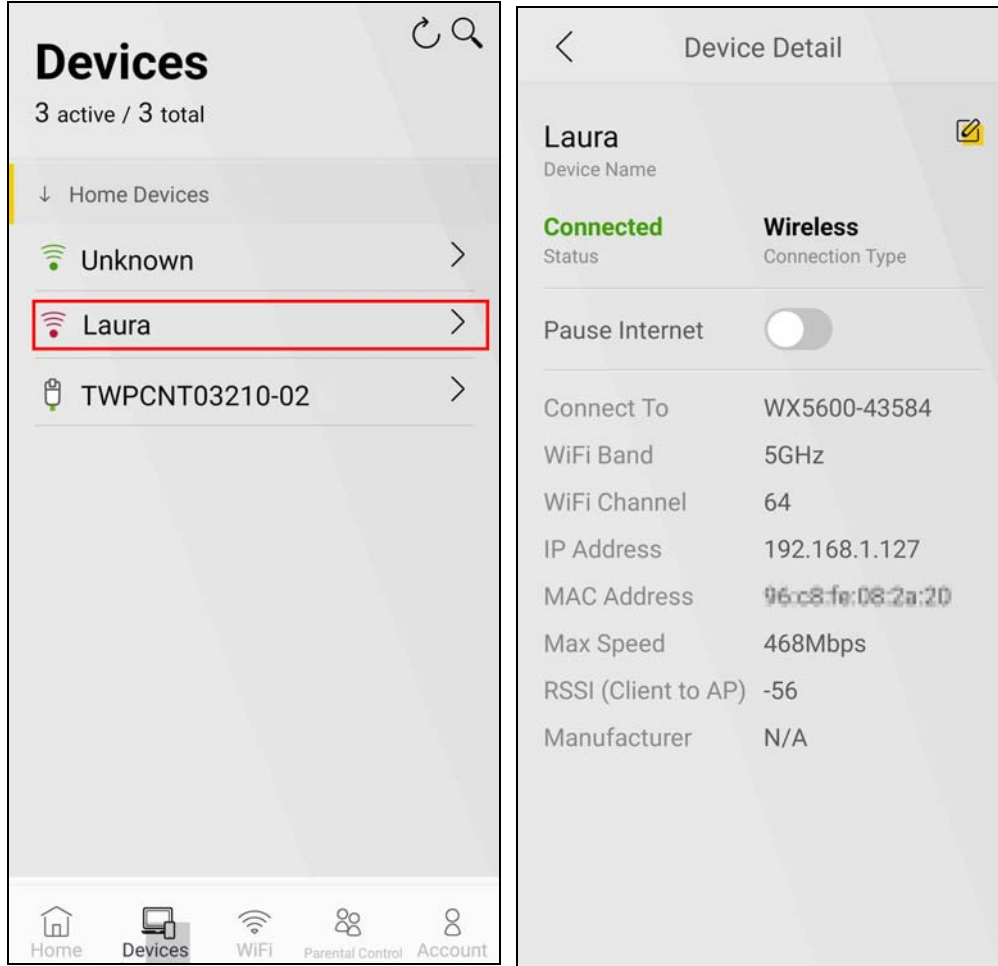 Devices
3 active / 3 total
↓ Home Devices
Unknown
Laura
TWPCNT03210-02
Home Devices WiFi Parental Control Account
Device Detail
Laura
Device Name
Connected Wireless
Status Connection Type
Pause Internet
Connect To WX5600-43584
WiFi Band 5GHz
WiFi Channel 64
IP Address 192.168.1.127
MAC Address
Max Speed 468Mbps
RSSI (Client to AP) -56
Manufacturer N/A